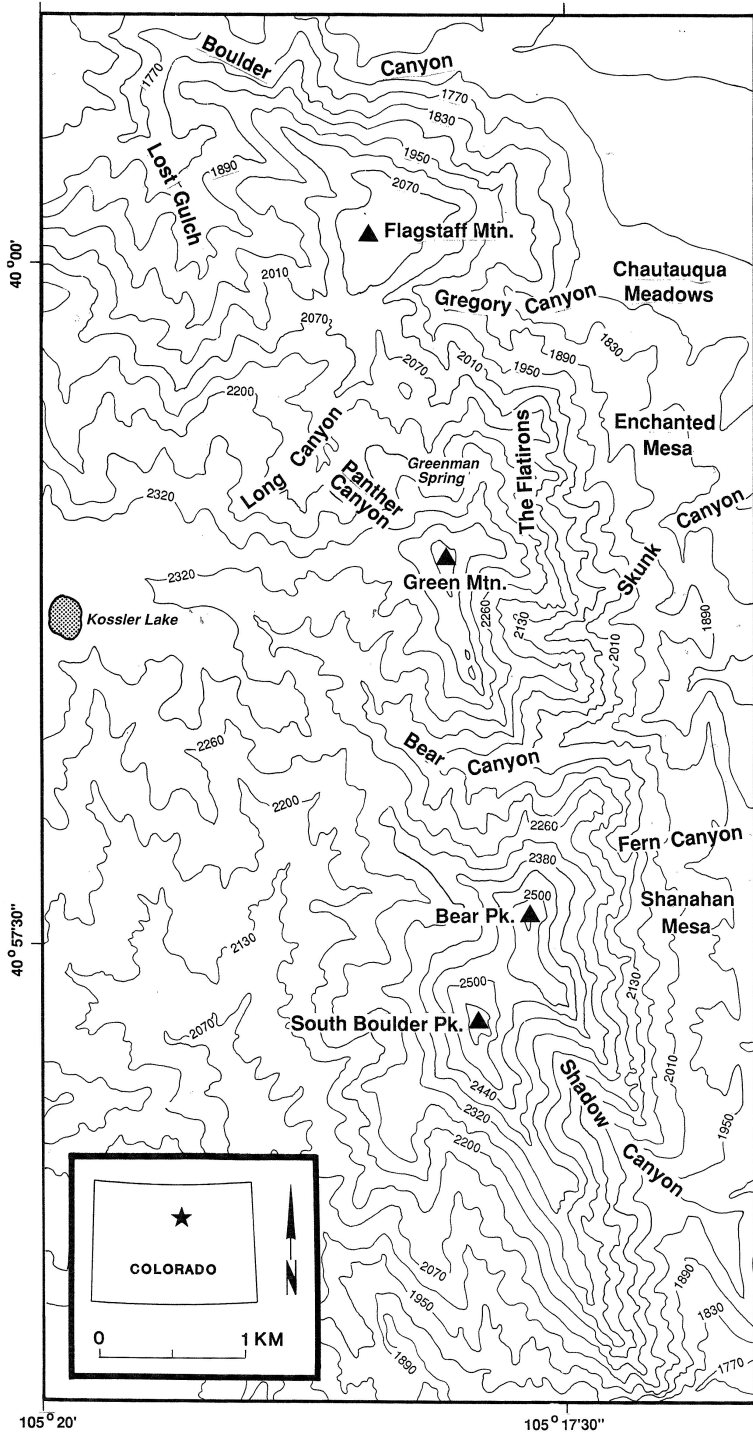 Boulder
Canyon
1770
1770
1830
Lost Gulch
1890
1950
2070
Flagstaff Mtn.
40°00'
2010
Chautauqua
Meadows
Gregory Canyon
2070
1830
1890
2070
2010
1950
2200
Enchanted
Mesa
The Flatirons
Long Canyon
Panther
Canyon
Greenman
Spring
2320
Canyon
Skunk
Green Mtn.
2320
Kossler Lake
2260
2130
1890
2010
2260
Bear
Canyon
2200
2260
Fern Canyon
2380
2500
Bear Pk.
Shanahan
Mesa
2130
40°57'30"
2500
2130
South Boulder Pk.
2070
2010
Shadow
Canyon
2440
2320
2200
1950
COLORADO
N
0 1 KM
2070
1950
1890
1890
1830
1770
105°20'
105°17'30"